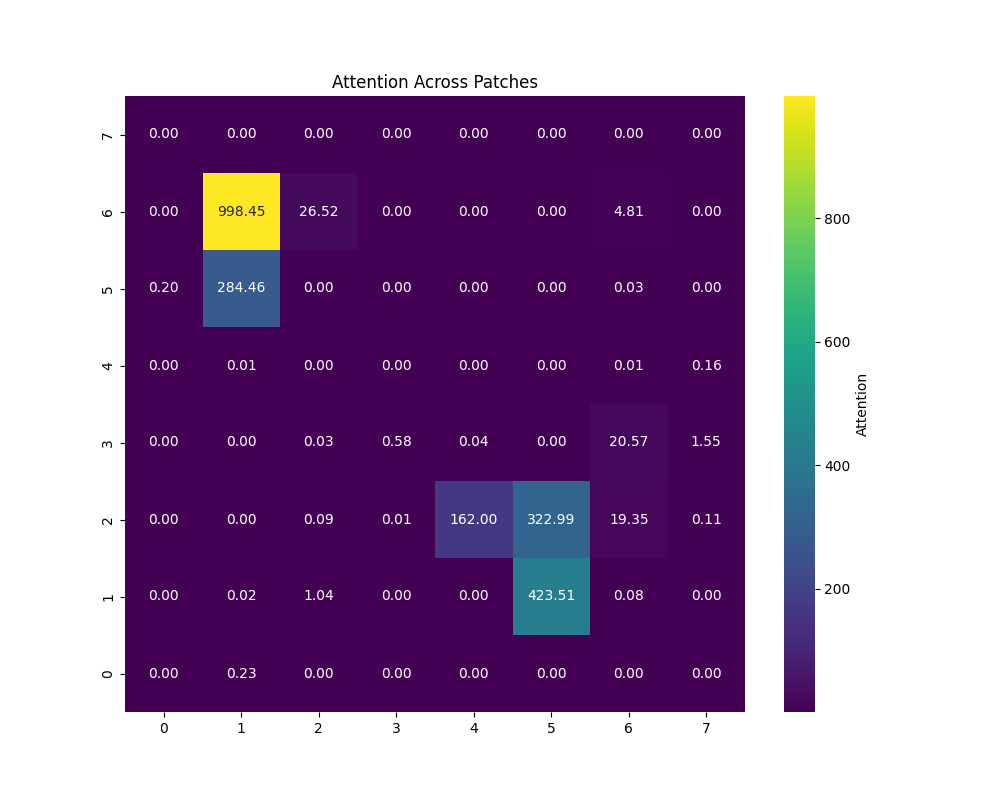 Attention Across Patches
7 0.00 0.00 0.00 0.00 0.00 0.00 0.00 0.00
6 0.00 998.45 26.52 0.00 0.00 0.00 4.81 0.00
5 0.20 284.46 0.00 0.00 0.00 0.00 0.03 0.00
4 0.00 0.01 0.00 0.00 0.00 0.00 0.01 0.16
3 0.00 0.00 0.03 0.58 0.04 0.00 20.57 1.55
2 0.00 0.00 0.09 0.01 162.00 322.99 19.35 0.11
1 0.00 0.02 1.04 0.00 0.00 423.51 0.08 0.00
0 0.00 0.23 0.00 0.00 0.00 0.00 0.00 0.00
0 1 2 3 4 5 6 7
800
600
400
200
Attention